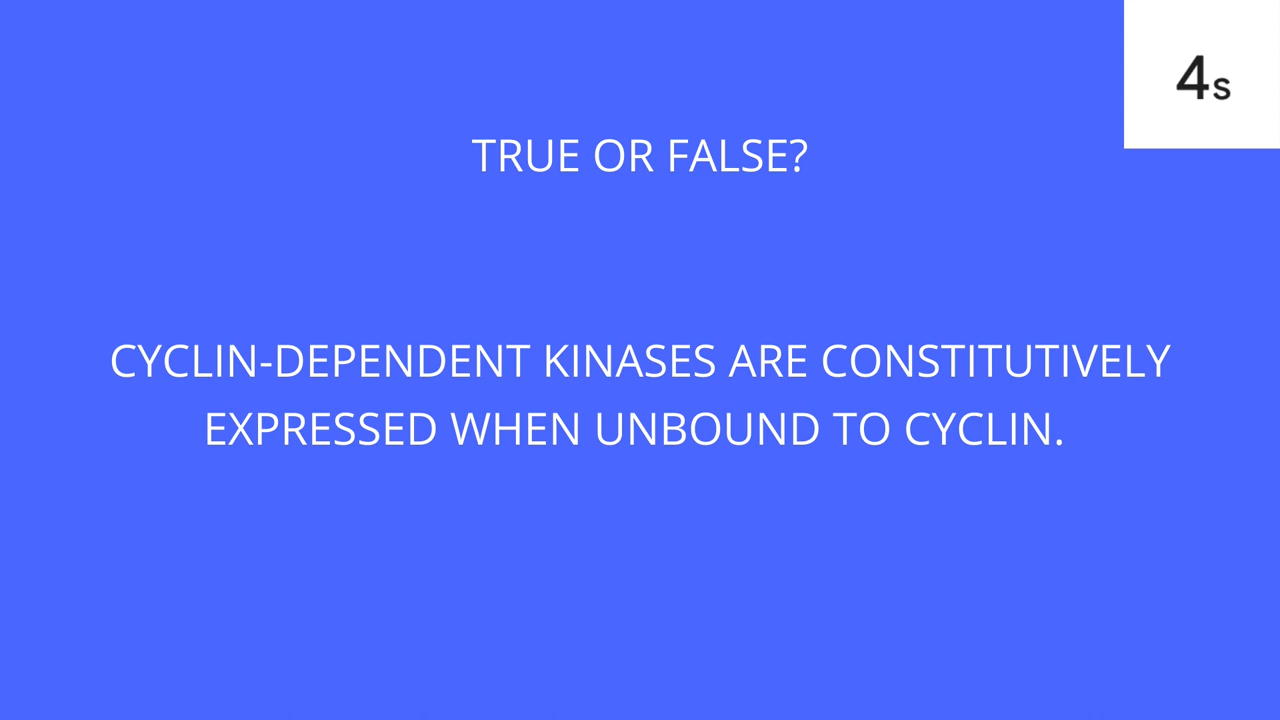 4s
TRUE OR FALSE?
CYCLIN-DEPENDENT KINASES ARE CONSTITUTIVELY
EXPRESSED WHEN UNBOUND TO CYCLIN.